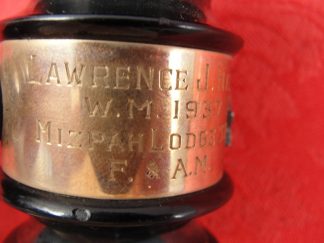 LAWRENCE J.
W. M. 1937
MIZPAH LODGE
F. & A.M.